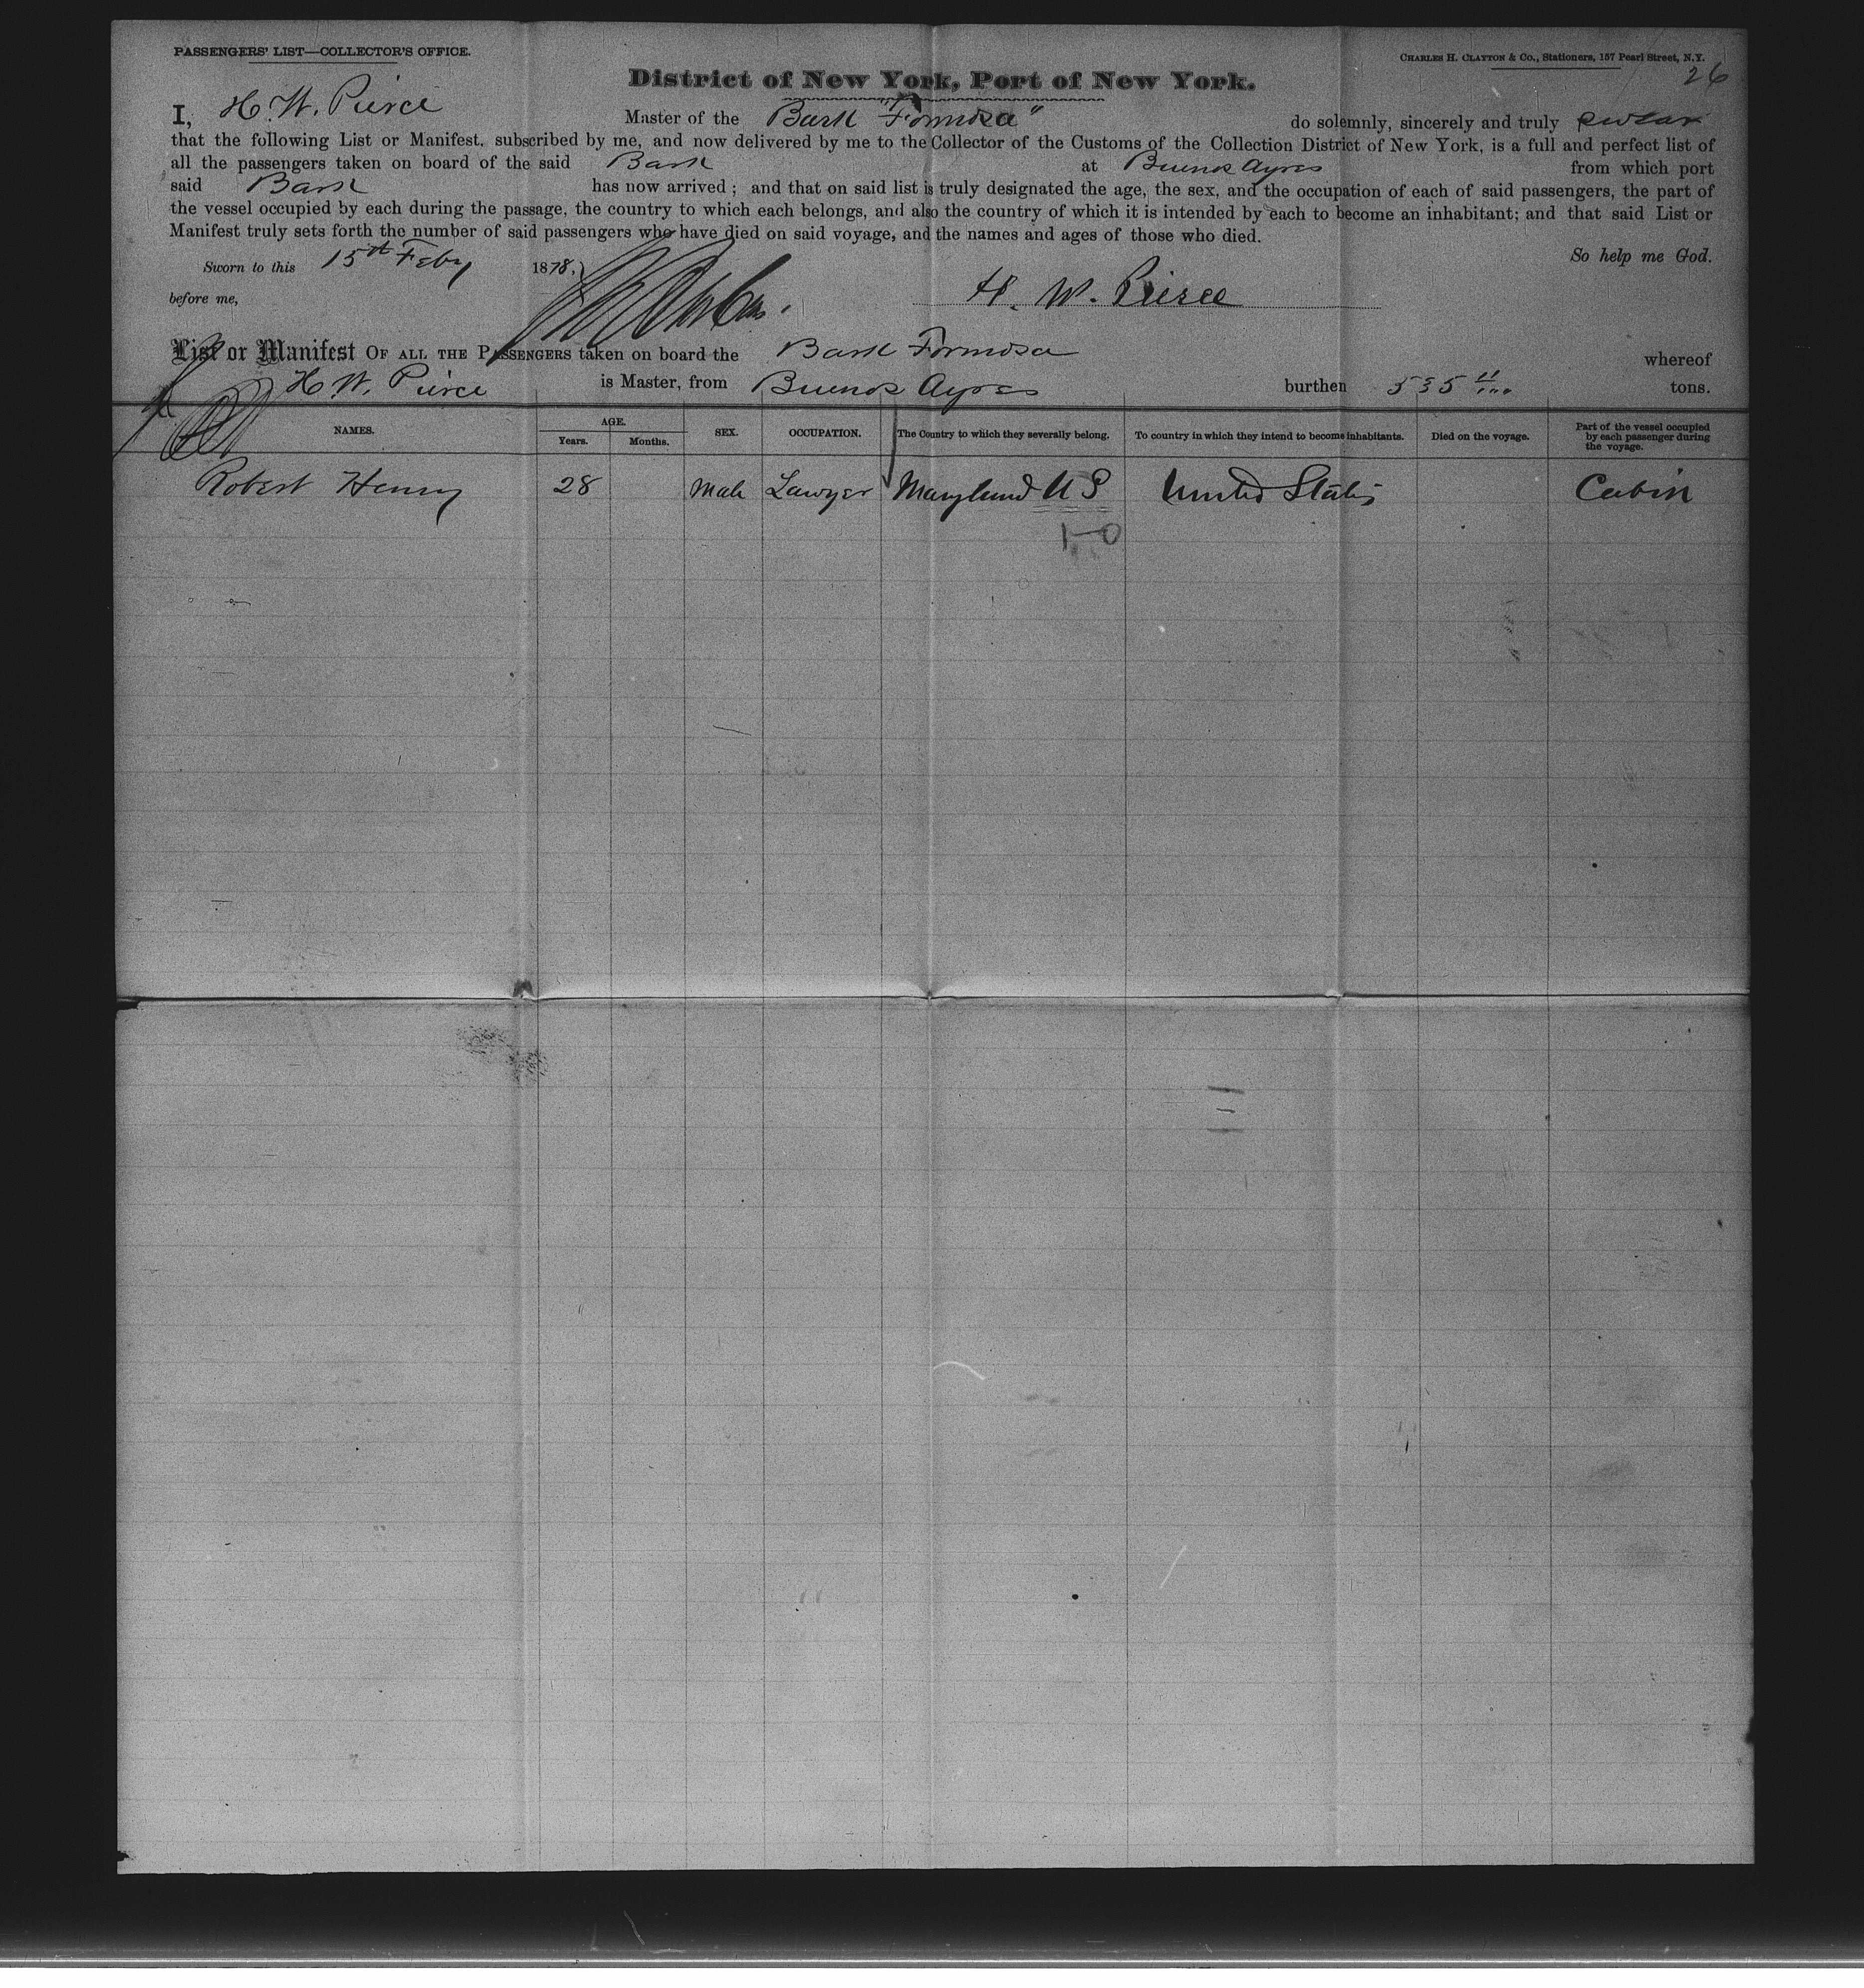 PASSENGERS' LIST—COLLECTOR'S OFFICE.
CHARLES H. CLAYTON & Co., Stationers, 157 Pearl Street, N.Y.
26
District of New York, Port of New York.
I, H. W. Pierce Master of the Bark "Formosa" do solemnly, sincerely and truly swear
that the following List or Manifest, subscribed by me, and now delivered by me to the Collector of the Customs of the Collection District of New York, is a full and perfect list of
all the passengers taken on board of the said Bark at Buenos Ayres from which port
said Bark has now arrived; and that on said list is truly designated the age, the sex, and the occupation of each of said passengers, the part of
the vessel occupied by each during the passage, the country to which each belongs, and also the country of which it is intended by each to become an inhabitant; and that said List or
Manifest truly sets forth the number of said passengers who have died on said voyage, and the names and ages of those who died.
So help me God.
Sworn to this 15th Feby 1878,
before me,
H. W. Pierce
List or Manifest OF ALL THE PASSENGERS taken on board the Bark Formosa whereof
H. W. Pierce is Master, from Buenos Ayres burthen 535 tons.
NAMES. AGE. Years. Months. SEX. OCCUPATION. The Country to which they severally belong. To country in which they intend to become inhabitants. Died on the voyage. Part of the vessel occupied by each passenger during the voyage.
Robert Henry 28 Male Lawyer Maryland U S United States Cabin
1-0